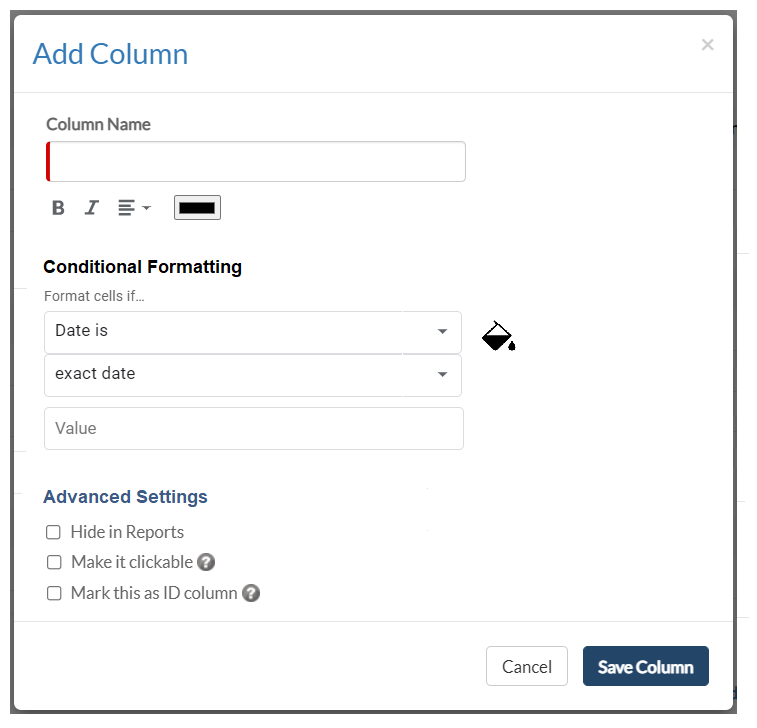 Add Column
×
Column Name
B I
Conditional Formatting
Format cells if...
Date is
exact date
Value
Advanced Settings
Hide in Reports
Make it clickable ?
Mark this as ID column ?
Cancel Save Column